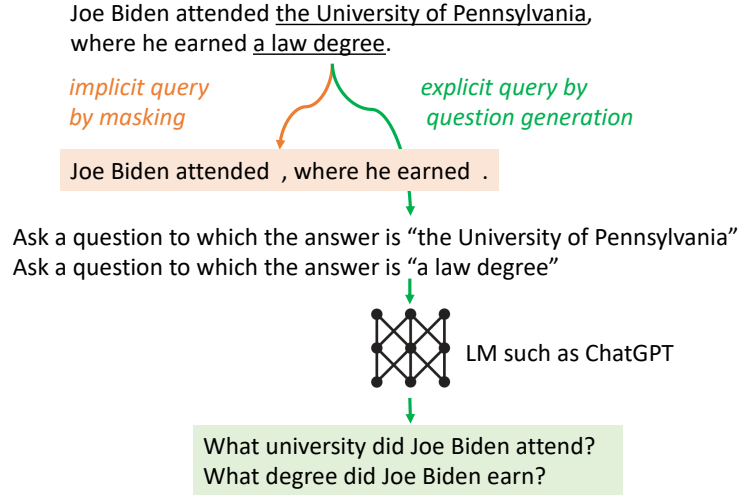 Joe Biden attended the University of Pennsylvania,
where he earned a law degree.
implicit query
by masking
explicit query by
question generation
Joe Biden attended , where he earned .
Ask a question to which the answer is “the University of Pennsylvania”
Ask a question to which the answer is “a law degree”
LM such as ChatGPT
What university did Joe Biden attend?
What degree did Joe Biden earn?